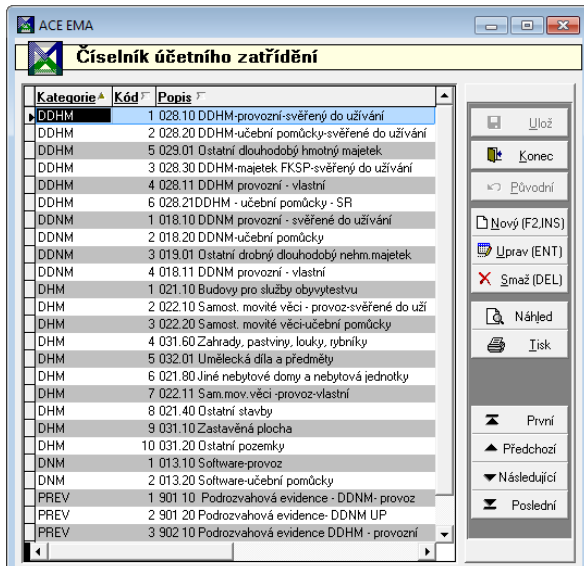 ACE EMA
Číselník účetního zatřídění
Kategorie Kód Popis
DDHM 1 028.10 DDHM-provozní-svěřený do užívání
DDHM 2 028.20 DDHM-učební pomůcky-svěřené do užívání
DDHM 5 029.01 Ostatní dlouhodobý hmotný majetek
DDHM 3 028.30 DDHM-majetek FKSP-svěřený do užívání
DDHM 4 028.11 DDHM provozní - vlastní
DDHM 6 028.21DDHM - učební pomůcky - SR
DDNM 1 018.10 DDNM provozní - svěřené do užívání
DDNM 2 018.20 DDNM-učební pomůcky
DDNM 3 019.01 Ostatní drobný dlouhodobý nehm.majetek
DDNM 4 018.11 DDNM provozní - vlastní
DHM 1 021.10 Budovy pro služby obyvytestvu
DHM 2 022.10 Samost. movité věci - provoz-svěřené do uží
DHM 3 022.20 Samost. movité věci-učební pomůcky
DHM 4 031.60 Zahrady, pastviny, louky, rybníky
DHM 5 032.01 Umělecká díla a předměty
DHM 6 021.80 Jiné nebytové domy a nebytová jednotky
DHM 7 022.11 Sam.mov.věci -provoz-vlastní
DHM 8 021.40 Ostatní stavby
DHM 9 031.10 Zastavěná plocha
DHM 10 031.20 Ostatní pozemky
DNM 1 013.10 Software-provoz
DNM 2 013.20 Software-učební pomůcky
PREV 1 901 10 Podrozvahová evidence - DDNM- provoz
PREV 2 901 20 Podrozvahová evidence- DDNM UP
PREV 3 902 10 Podrozvahová evidence DDHM - provozní
Ulož
Konec
Původní
Nový (F2,INS)
Uprav (ENT)
Smaž (DEL)
Náhled
Tisk
První
Předchozí
Následující
Poslední